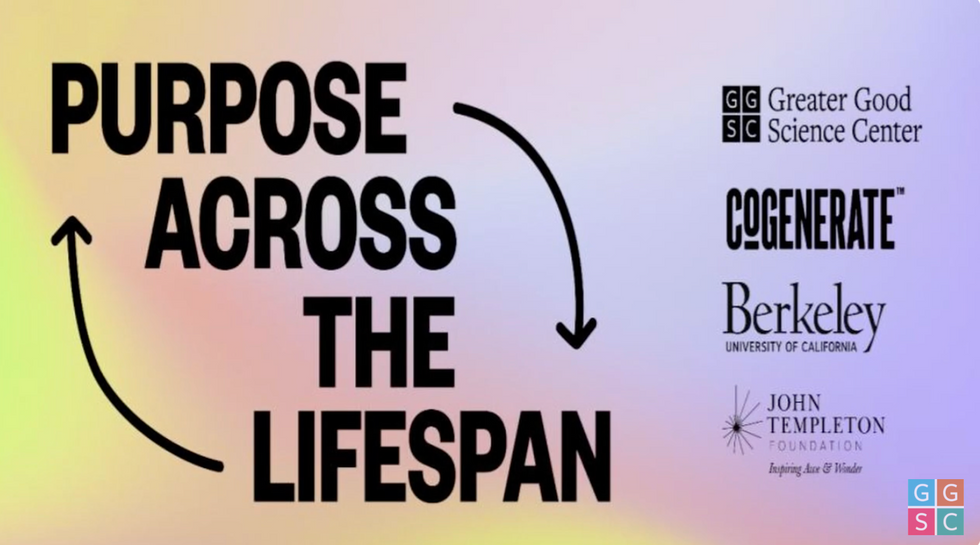 PURPOSE
ACROSS
THE
LIFESPAN
GG
SC
Greater Good
Science Center
COGENERATE™
Berkeley
UNIVERSITY OF CALIFORNIA
JOHN
TEMPLETON
FOUNDATION
Inspiring Awe & Wonder
GG
SC